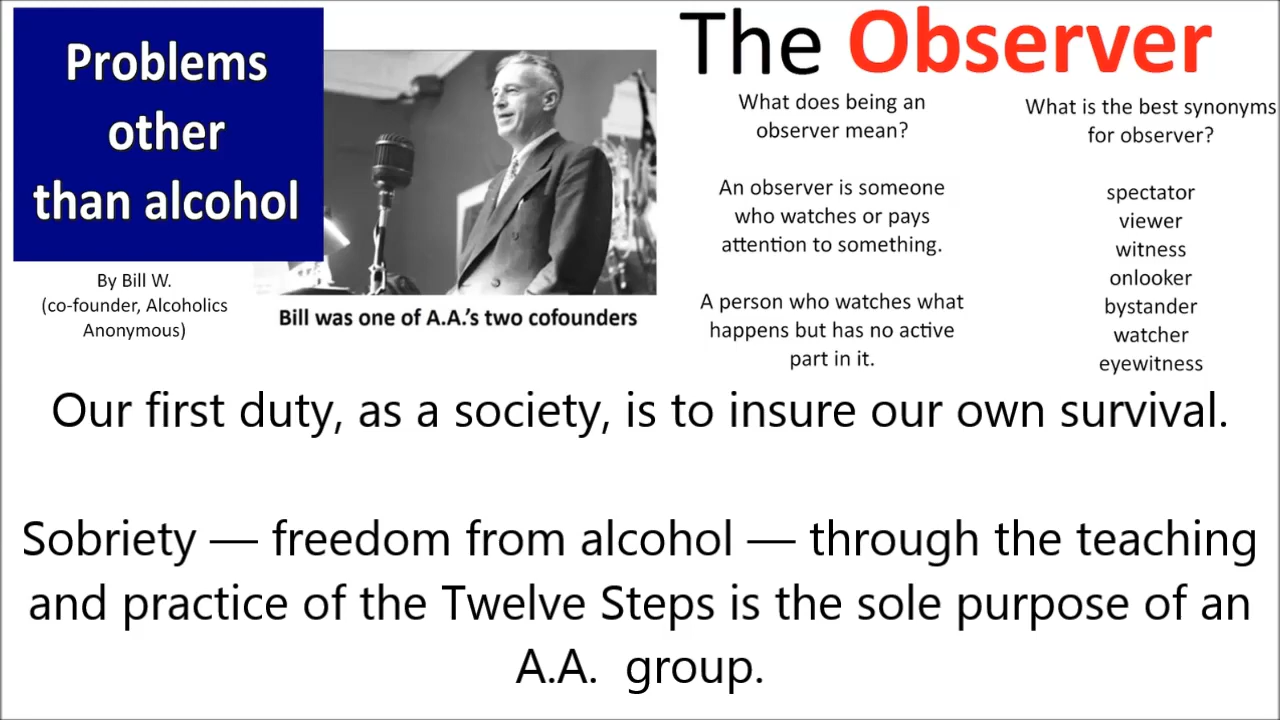 Problems
other
than alcohol
By Bill W.
(co-founder, Alcoholics
Anonymous)
Bill was one of A.A.'s two cofounders
The Observer
What does being an
observer mean?
An observer is someone
who watches or pays
attention to something.
A person who watches what
happens but has no active
part in it.
What is the best synonyms
for observer?
spectator
viewer
witness
onlooker
bystander
watcher
eyewitness
Our first duty, as a society, is to insure our own survival.
Sobriety — freedom from alcohol — through the teaching
and practice of the Twelve Steps is the sole purpose of an
A.A.  group.